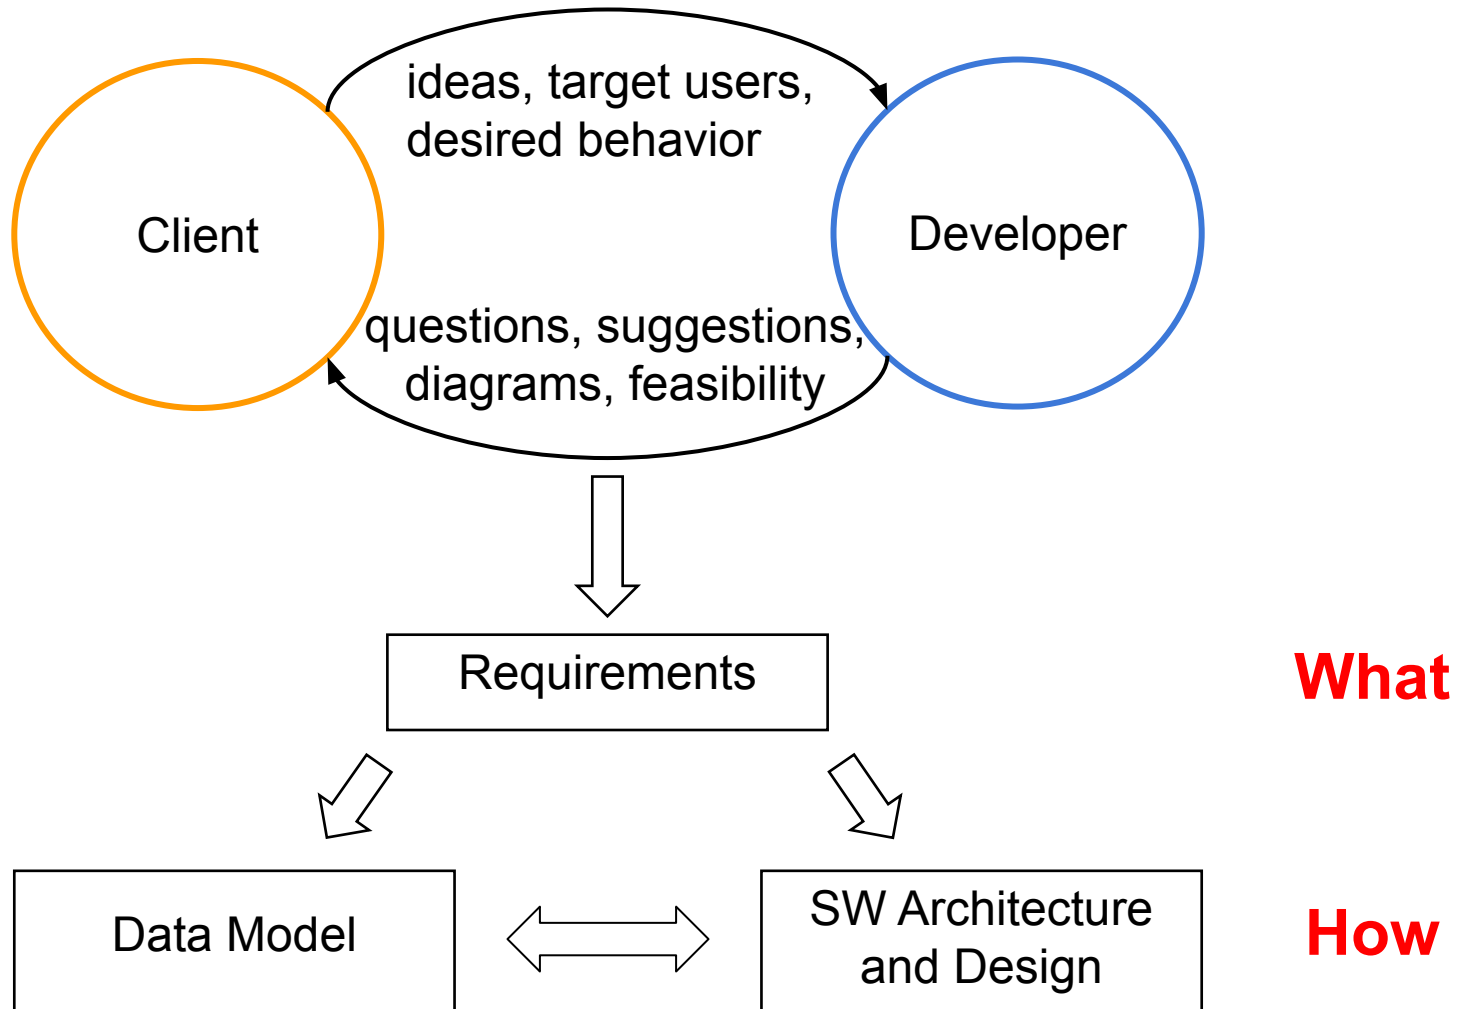 ideas, target users,
desired behavior
Client
Developer
questions, suggestions,
diagrams, feasibility
Requirements
What
Data Model
SW Architecture
and Design
How